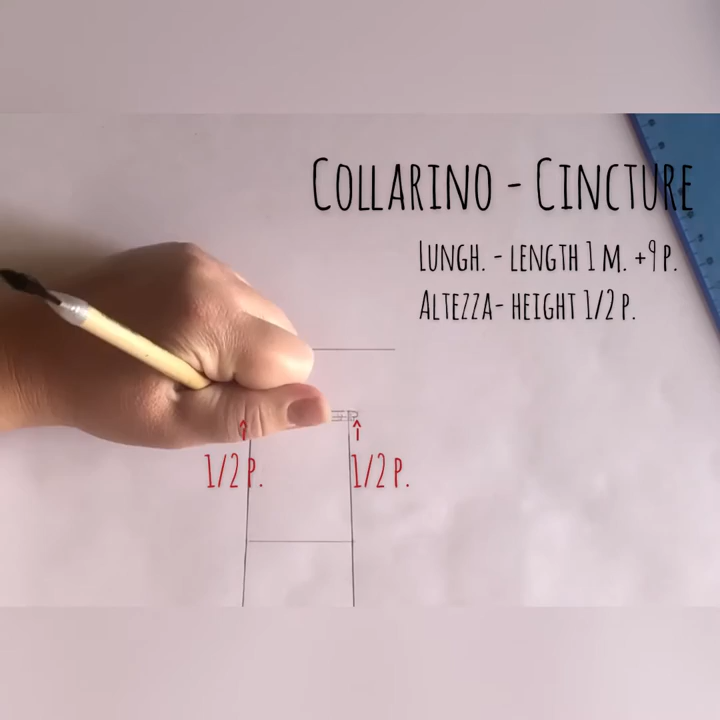 Collarino - Cincture
Lungh. - length 1 m. +9 p.
Altezza- height 1/2 p.
1/2 p.
1/2 p.